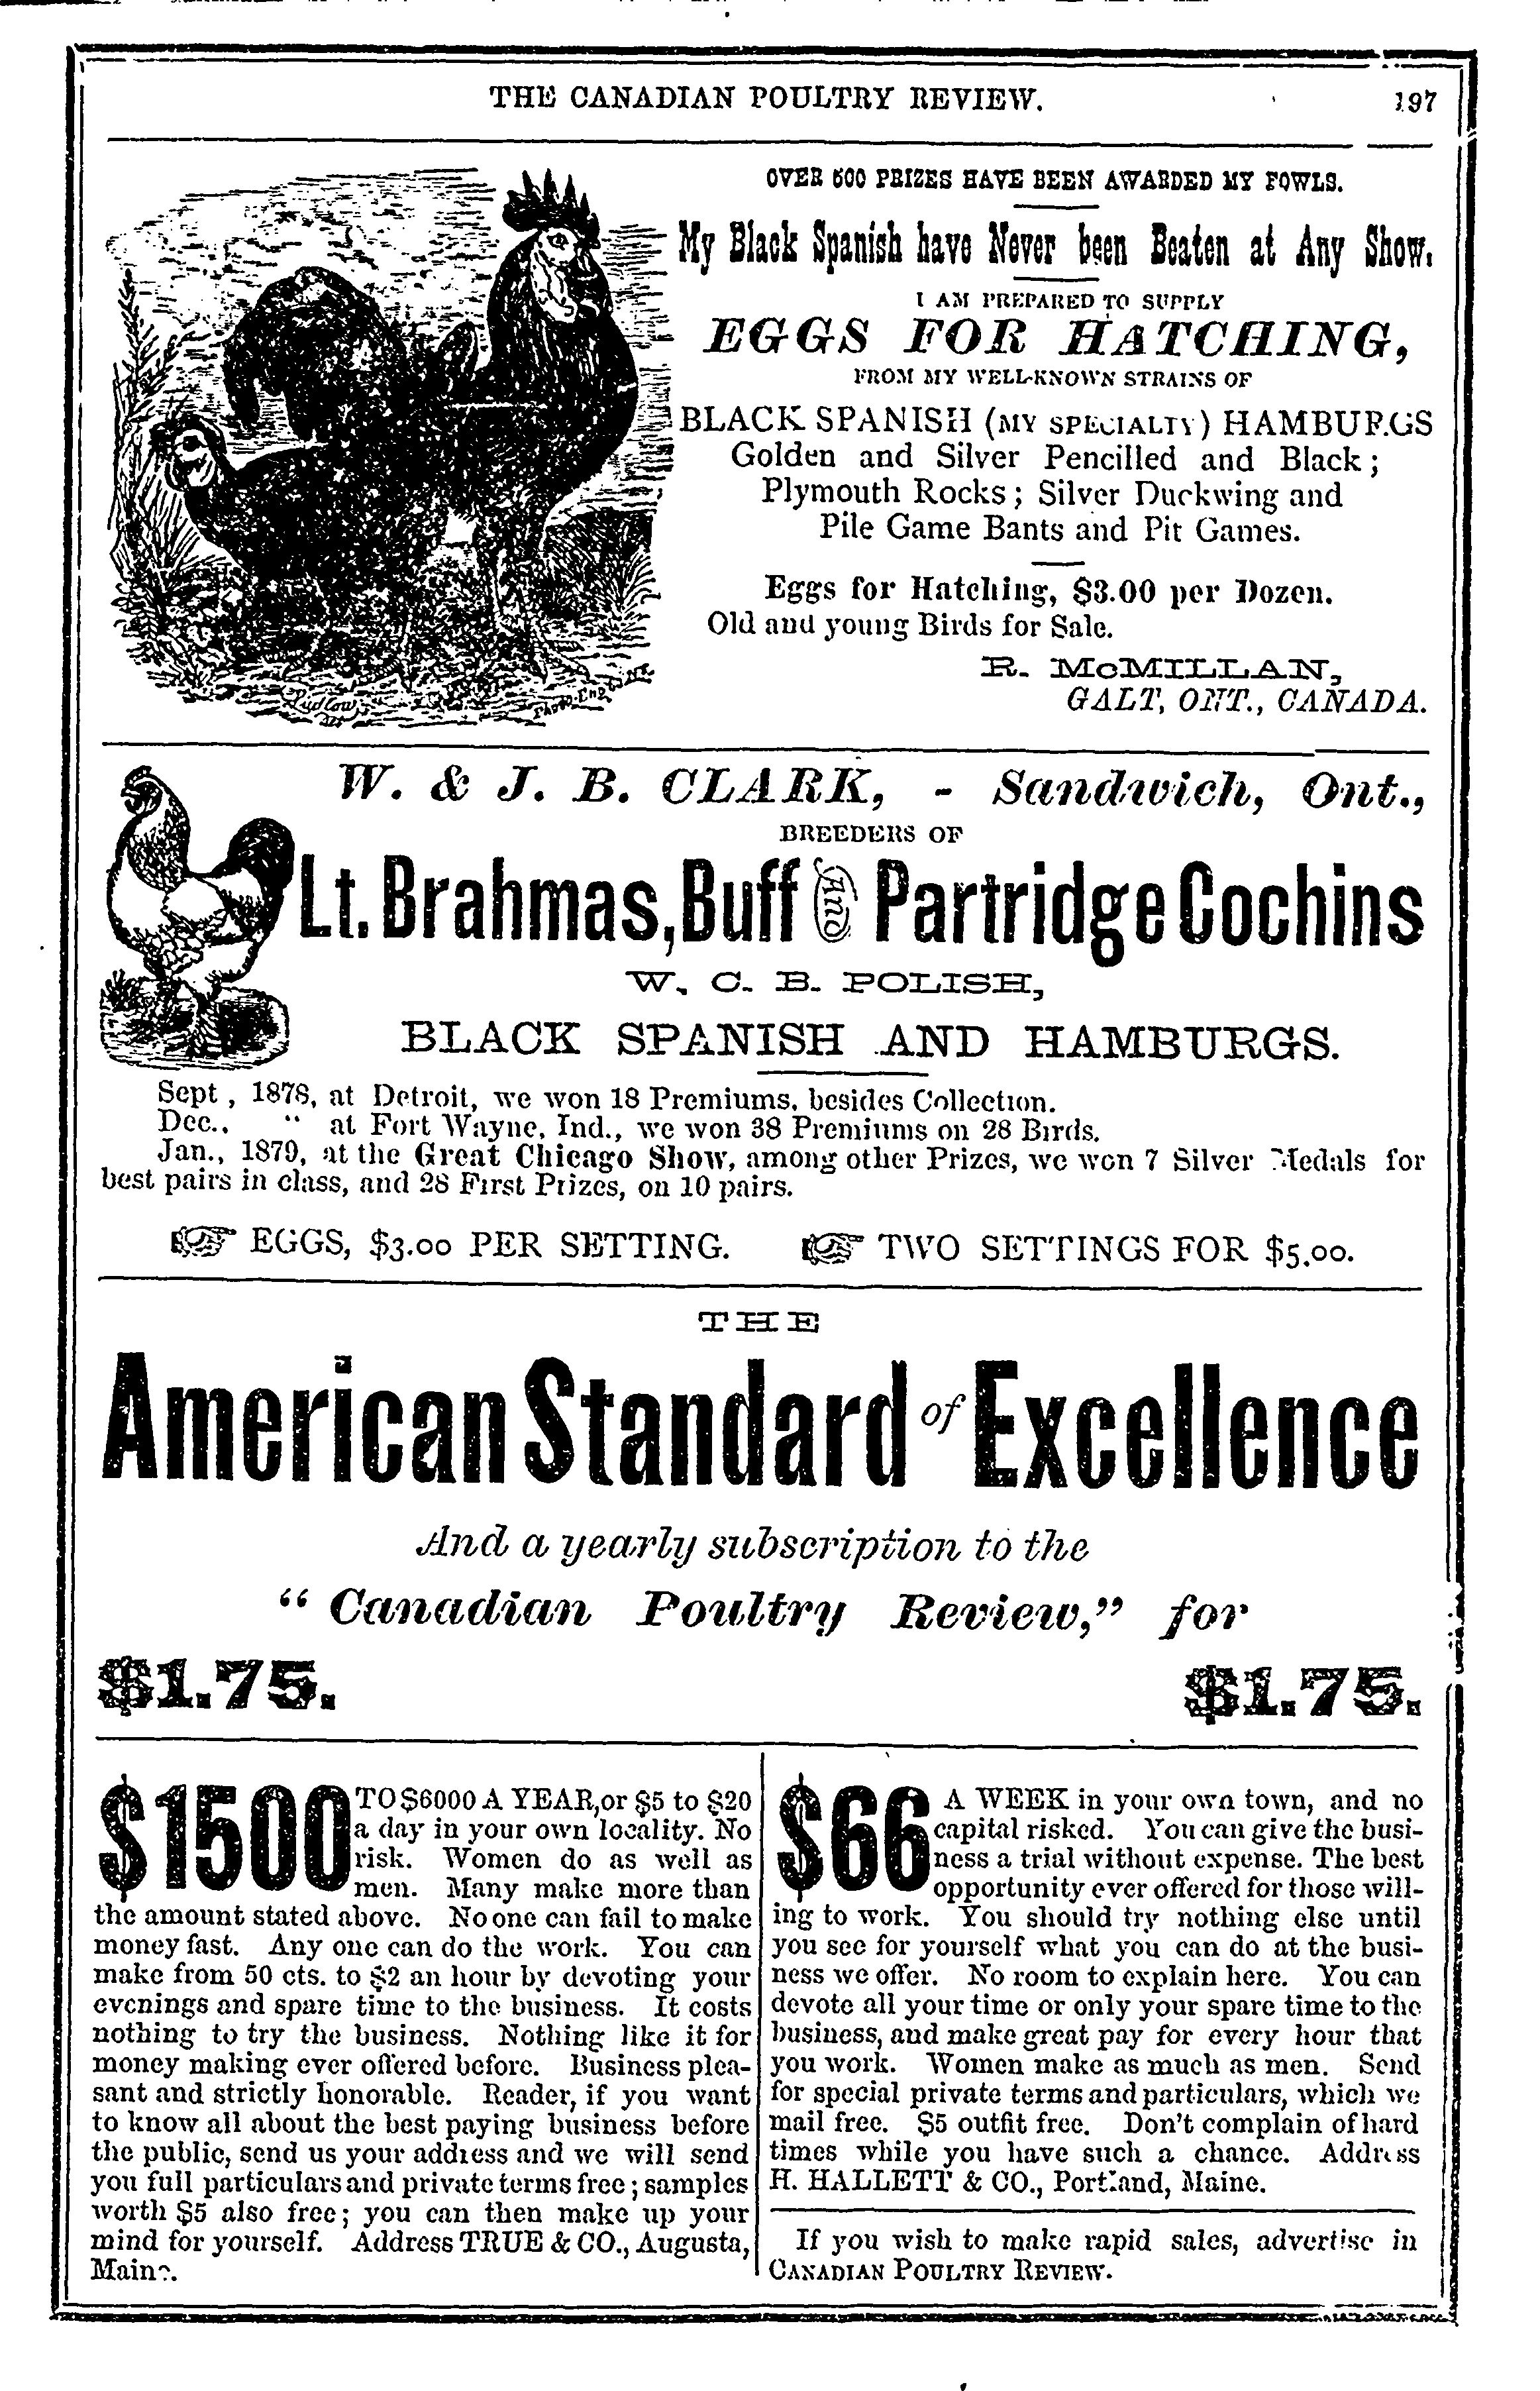 THE CANADIAN POULTRY REVIEW. 197
OVER 600 PRIZES HAVE BEEN AWARDED MY FOWLS.
My Black Spanish have Never been Beaten at Any Show.
I AM PREPARED TO SUPPLY
EGGS FOR HATCHING,
FROM MY WELL-KNOWN STRAINS OF
BLACK SPANISH (MY SPECIALTY) HAMBURGS
Golden and Silver Pencilled and Black;
Plymouth Rocks; Silver Duckwing and
Pile Game Bants and Pit Games.
Eggs for Hatching, $3.00 per Dozen.
Old and young Birds for Sale.
R. McMILLAN,
GALT, ONT., CANADA.
Ludlow
W. & J. B. CLARK, - Sandwich, Ont.,
BREEDERS OF
Lt. Brahmas, Buff And Partridge Cochins
W. C. B. POLISH,
BLACK SPANISH AND HAMBURGS.
Sept, 1878, at Detroit, we won 18 Premiums, besides Collection.
Dec., " at Fort Wayne, Ind., we won 38 Premiums on 28 Birds.
Jan., 1879, at the Great Chicago Show, among other Prizes, we won 7 Silver Medals for
best pairs in class, and 28 First Prizes, on 10 pairs.
☞ EGGS, $3.00 PER SETTING. ☞ TWO SETTINGS FOR $5.00.
THE
American Standard of Excellence
And a yearly subscription to the
“Canadian Poultry Review,” for
$1.75. $1.75.
$1500 TO $6000 A YEAR, or $5 to $20
a day in your own locality. No
risk. Women do as well as
men. Many make more than
the amount stated above. No one can fail to make
money fast. Any one can do the work. You can
make from 50 cts. to $2 an hour by devoting your
evenings and spare time to the business. It costs
nothing to try the business. Nothing like it for
money making ever offered before. Business plea-
sant and strictly honorable. Reader, if you want
to know all about the best paying business before
the public, send us your address and we will send
you full particulars and private terms free; samples
worth $5 also free; you can then make up your
mind for yourself. Address TRUE & CO., Augusta,
Maine.
$66 A WEEK in your own town, and no
capital risked. You can give the busi-
ness a trial without expense. The best
opportunity ever offered for those will-
ing to work. You should try nothing else until
you see for yourself what you can do at the busi-
ness we offer. No room to explain here. You can
devote all your time or only your spare time to the
business, and make great pay for every hour that
you work. Women make as much as men. Send
for special private terms and particulars, which we
mail free. $5 outfit free. Don't complain of hard
times while you have such a chance. Address
H. HALLETT & CO., Portland, Maine.
If you wish to make rapid sales, advertise in
CANADIAN POULTRY REVIEW.